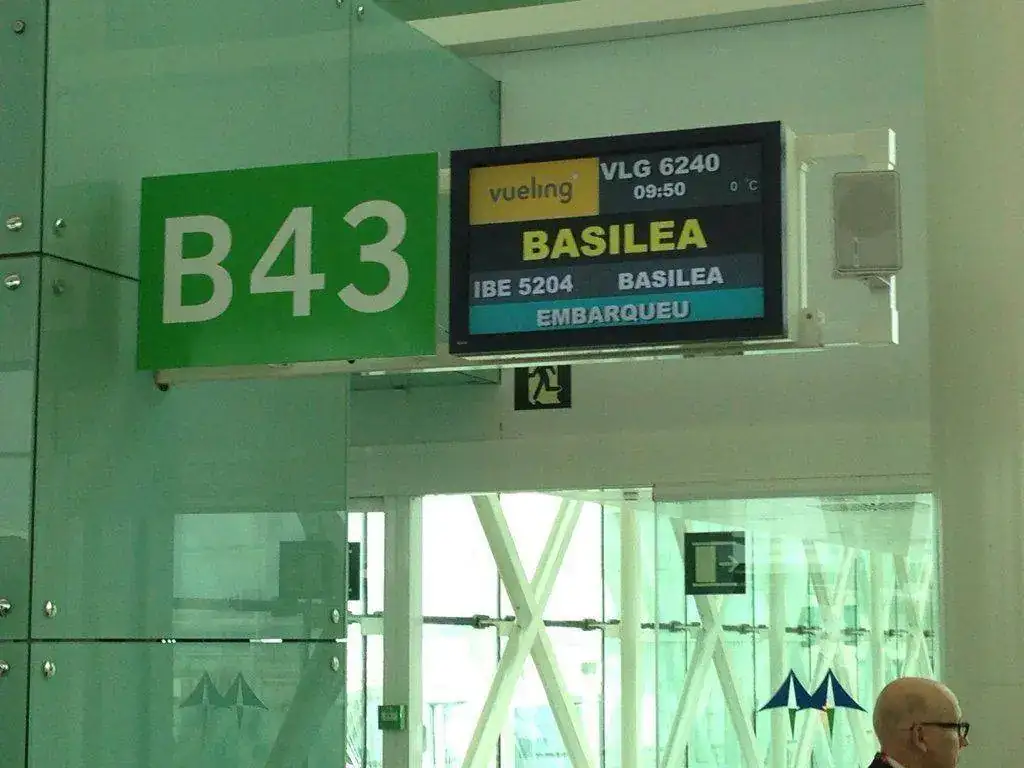 B43
vueling
VLG 6240
09:50
0 °C
BASILEA
IBE 5204 BASILEA
EMBARQUEU